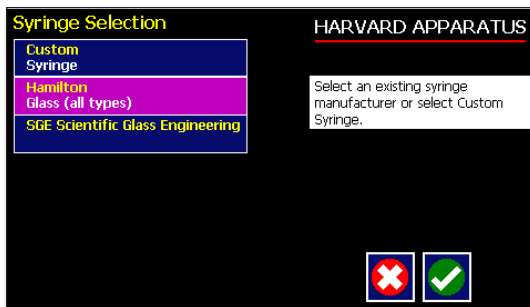 Syringe Selection
HARVARD APPARATUS
Custom
Syringe
Hamilton
Glass (all types)
SGE Scientific Glass Engineering
Select an existing syringe
manufacturer or select Custom
Syringe.